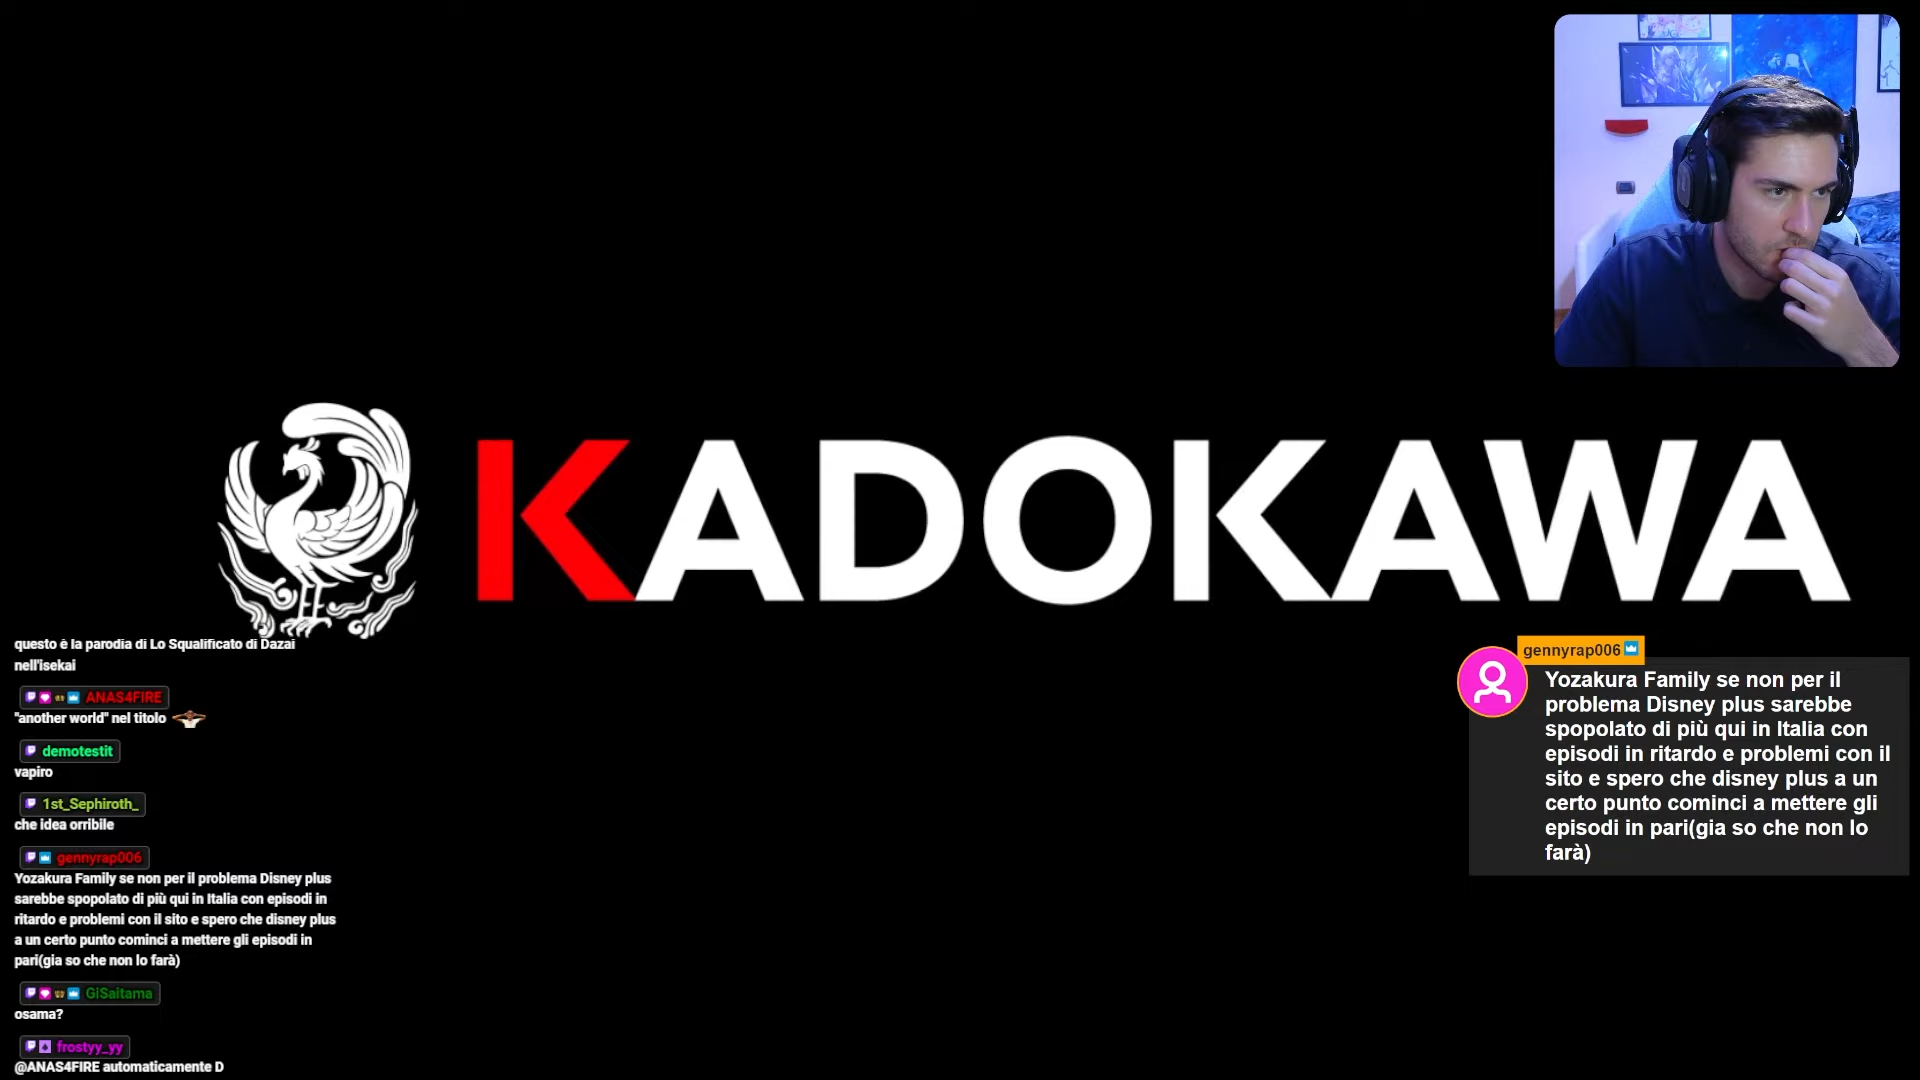 KADOKAWA
questo è la parodia di Lo Squalificato di Dazai
nell'isekai
ANAS4FIRE
"another world" nel titolo
demotestit
vapiro
1st_Sephiroth_
che idea orribile
gennyrap006
Yozakura Family se non per il problema Disney plus
sarebbe spopolato di più qui in Italia con episodi in
ritardo e problemi con il sito e spero che disney plus
a un certo punto cominci a mettere gli episodi in
pari(gia so che non lo farà)
GiSaitama
osama?
frostyy_yy
@ANAS4FIRE automaticamente D
gennyrap006
Yozakura Family se non per il
problema Disney plus sarebbe
spopolato di più qui in Italia con
episodi in ritardo e problemi con il
sito e spero che disney plus a un
certo punto cominci a mettere gli
episodi in pari(gia so che non lo
farà)